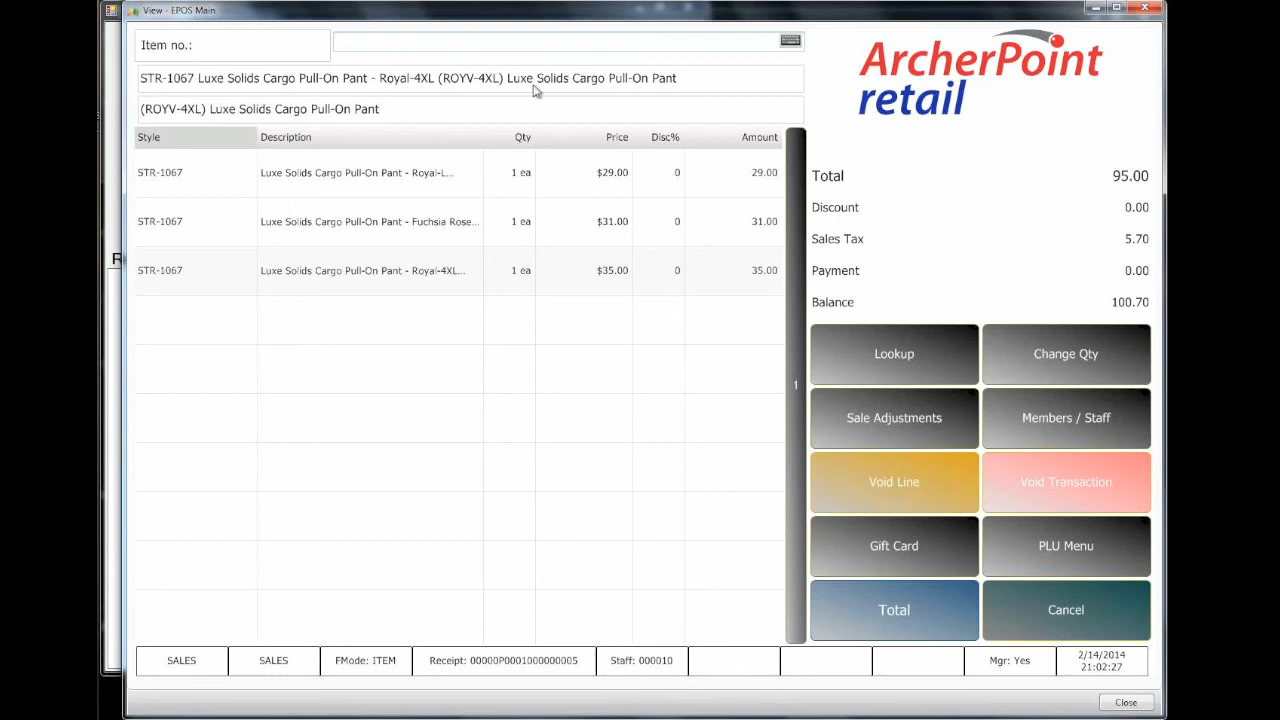 View - EPOS Main
Item no.:
STR-1067 Luxe Solids Cargo Pull-On Pant - Royal-4XL (ROYV-4XL) Luxe Solids Cargo Pull-On Pant
(ROYV-4XL) Luxe Solids Cargo Pull-On Pant
Style Description Qty Price Disc% Amount
STR-1067 Luxe Solids Cargo Pull-On Pant - Royal-L... 1 ea $29.00 0 29.00
STR-1067 Luxe Solids Cargo Pull-On Pant - Fuchsia Rose... 1 ea $31.00 0 31.00
STR-1067 Luxe Solids Cargo Pull-On Pant - Royal-4XL... 1 ea $35.00 0 35.00
1
ArcherPoint
retail
Total 95.00
Discount 0.00
Sales Tax 5.70
Payment 0.00
Balance 100.70
Lookup Change Qty
Sale Adjustments Members / Staff
Void Line Void Transaction
Gift Card PLU Menu
Total Cancel
SALES SALES FMode: ITEM Receipt: 00000P0001000000005 Staff: 000010 Mgr: Yes 2/14/2014
21:02:27
Close
R